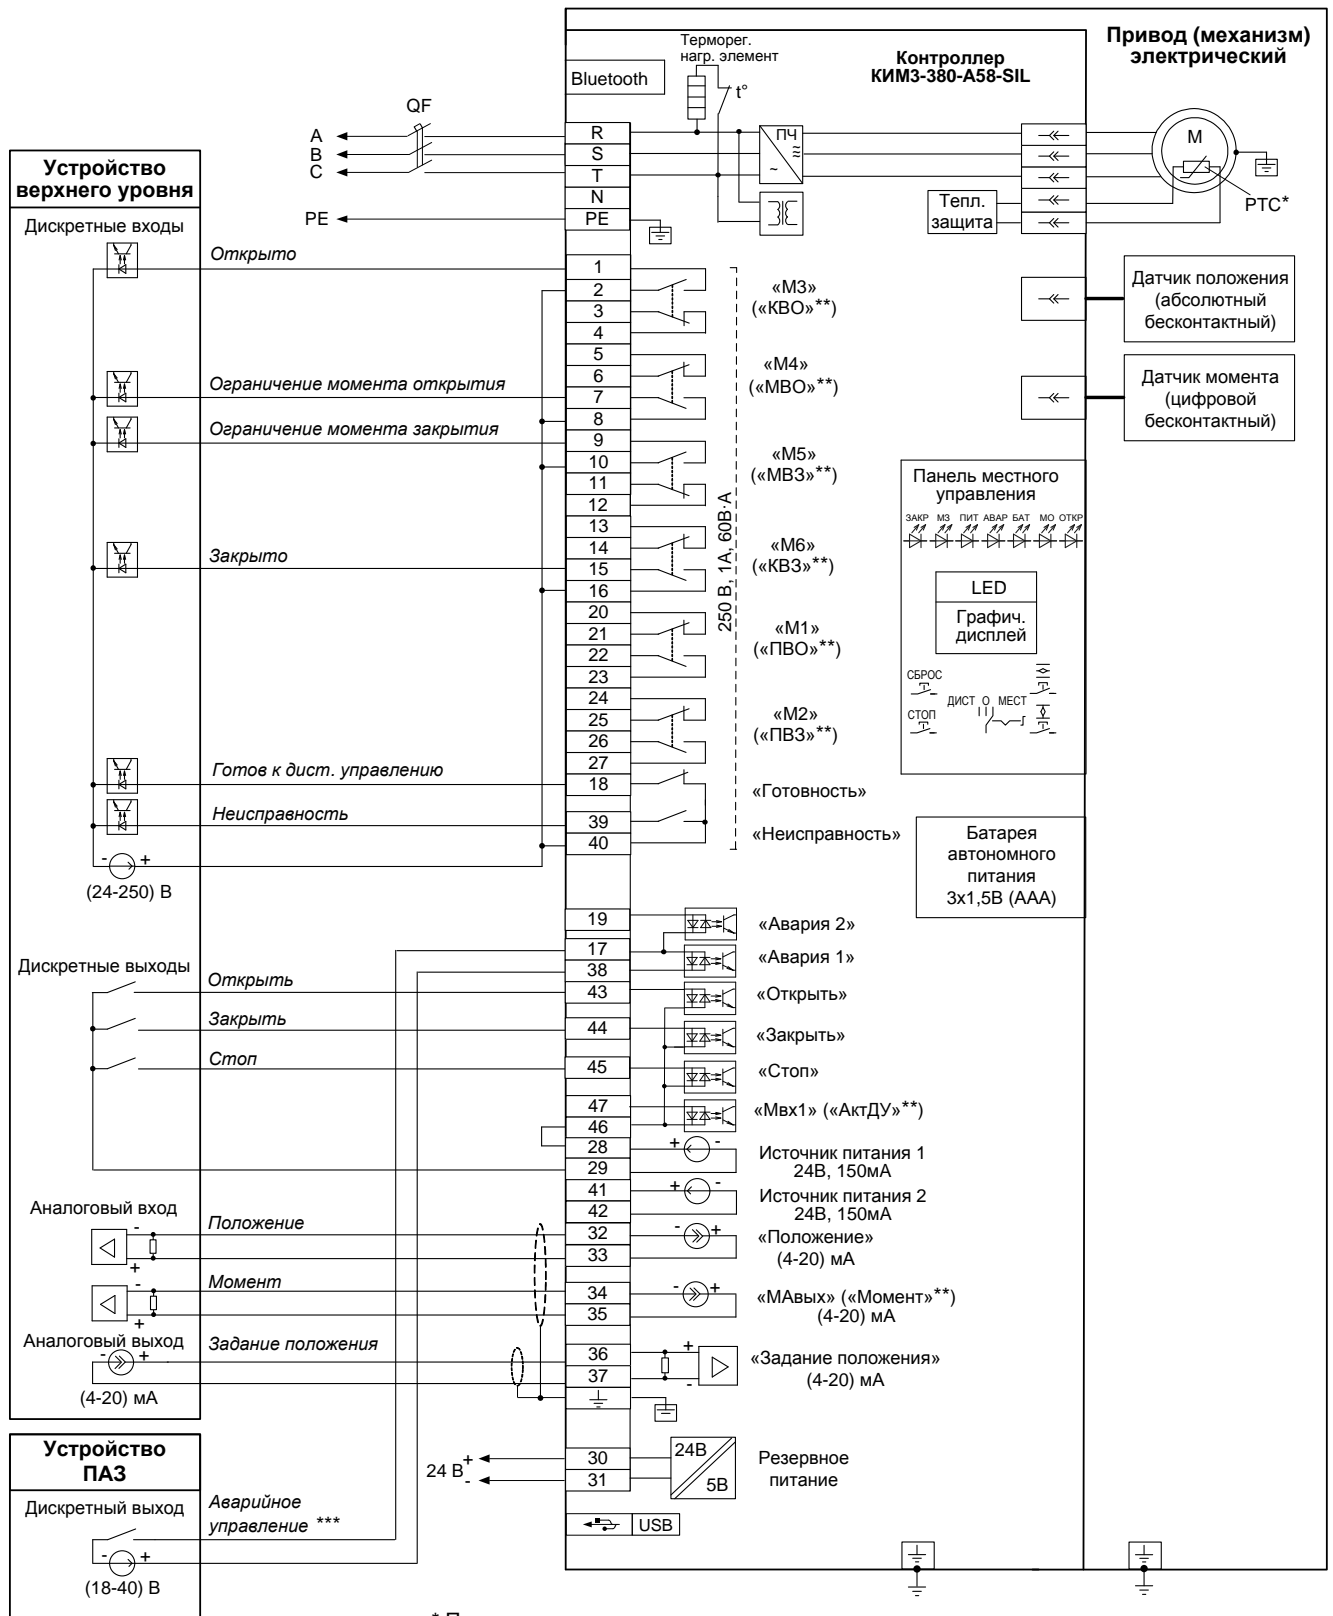 Привод (механизм)
электрический
Контроллер
КИМ3-380-А58-SIL
Терморег.
нагр. элемент
t°
Bluetooth
QF
A
B
C
PE
R
S
T
N
PE
ПЧ
≈
~
M
PTC*
Тепл.
защита
Устройство
верхнего уровня
Дискретные входы
Открыто
Ограничение момента открытия
Ограничение момента закрытия
Закрыто
Готов к дист. управлению
Неисправность
- +
(24-250) В
1
2
3
4
5
6
7
8
9
10
11
12
13
14
15
16
20
21
22
23
24
25
26
27
18
39
40
«М3»
(«КВО»**)
«М4»
(«МВО»**)
«М5»
(«МВЗ»**)
«М6»
(«КВЗ»**)
«М1»
(«ПВО»**)
«М2»
(«ПВЗ»**)
«Готовность»
«Неисправность»
250 В, 1А, 60В·А
Датчик положения
(абсолютный
бесконтактный)
Датчик момента
(цифровой
бесконтактный)
Панель местного
управления
ЗАКР МЗ ПИТ АВАР БАТ МО ОТКР
LED
Графич.
дисплей
СБРОС
СТОП
ДИСТ О МЕСТ
Батарея
автономного
питания
3х1,5В (ААА)
Дискретные выходы
Открыть
Закрыть
Стоп
19
17
38
43
44
45
47
46
28
29
41
42
32
33
34
35
36
37
30
31
«Авария 2»
«Авария 1»
«Открыть»
«Закрыть»
«Стоп»
«Мвх1» («АктДУ»**)
+ -
Источник питания 1
24В, 150мА
+ -
Источник питания 2
24В, 150мА
- +
«Положение»
(4-20) мА
- +
«МАвых» («Момент»**)
(4-20) мА
+
-
«Задание положения»
(4-20) мА
Аналоговый вход
-
+
Положение
-
+
Момент
Аналоговый выход
- +
(4-20) мА
Задание положения
24 В
+
-
24В
5В
Резервное
питание
USB
Устройство
ПАЗ
Дискретный выход
- +
(18-40) В
Аварийное
управление ***